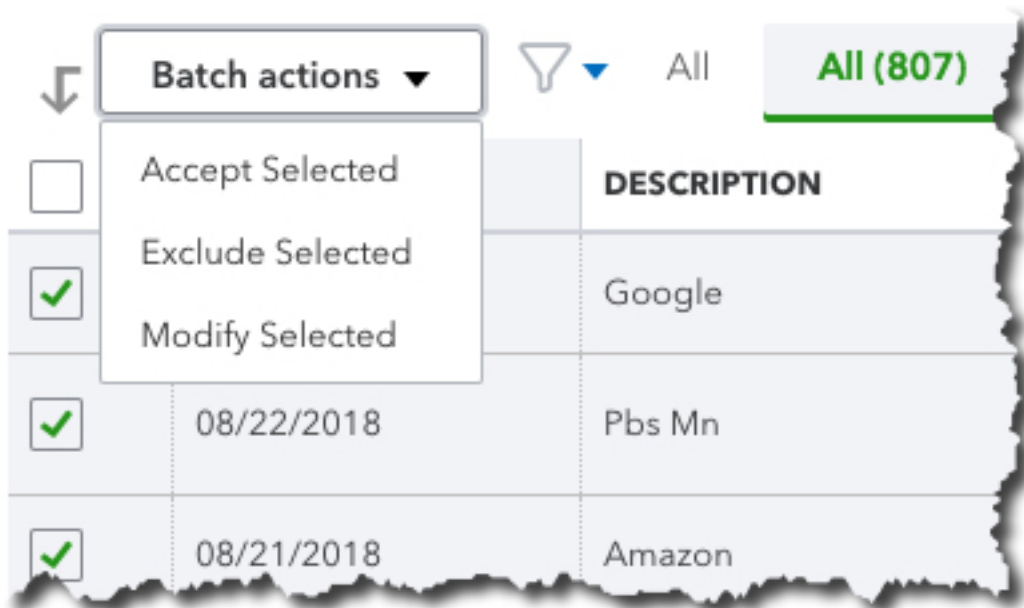 Batch actions
All
All (807)
Accept Selected
Exclude Selected
Modify Selected
DESCRIPTION
Google
08/22/2018
Pbs Mn
08/21/2018
Amazon